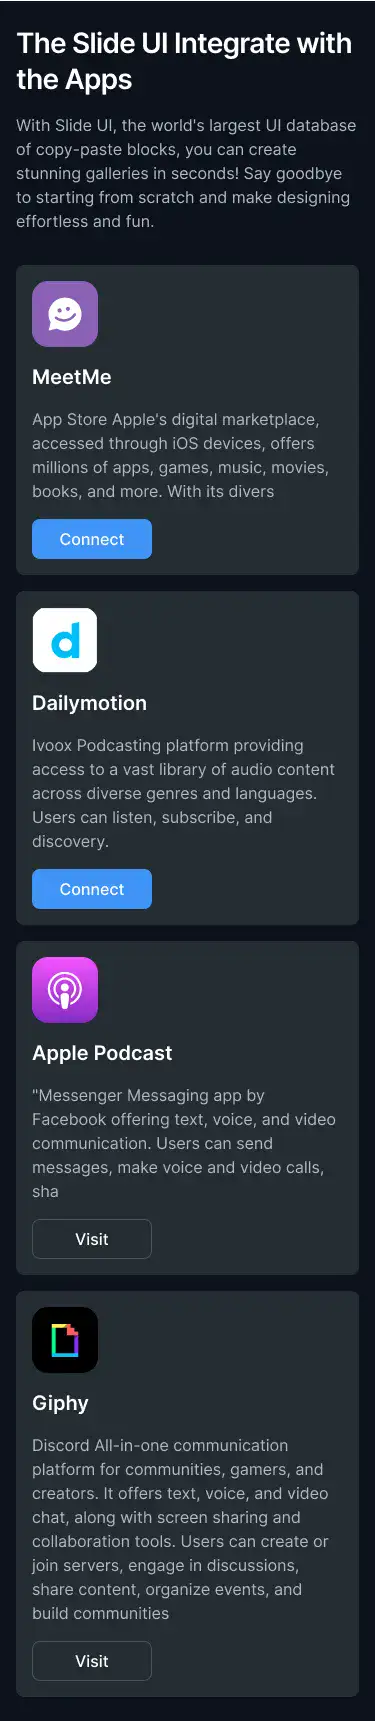 The Slide UI Integrate with
the Apps
With Slide UI, the world's largest UI database
of copy-paste blocks, you can create
stunning galleries in seconds! Say goodbye
to starting from scratch and make designing
effortless and fun.
MeetMe
App Store Apple's digital marketplace,
accessed through iOS devices, offers
millions of apps, games, music, movies,
books, and more. With its divers
Connect
d
Dailymotion
Ivoox Podcasting platform providing
access to a vast library of audio content
across diverse genres and languages.
Users can listen, subscribe, and
discovery.
Connect
Apple Podcast
"Messenger Messaging app by
Facebook offering text, voice, and video
communication. Users can send
messages, make voice and video calls,
sha
Visit
Giphy
Discord All-in-one communication
platform for communities, gamers, and
creators. It offers text, voice, and video
chat, along with screen sharing and
collaboration tools. Users can create or
join servers, engage in discussions,
share content, organize events, and
build communities
Visit